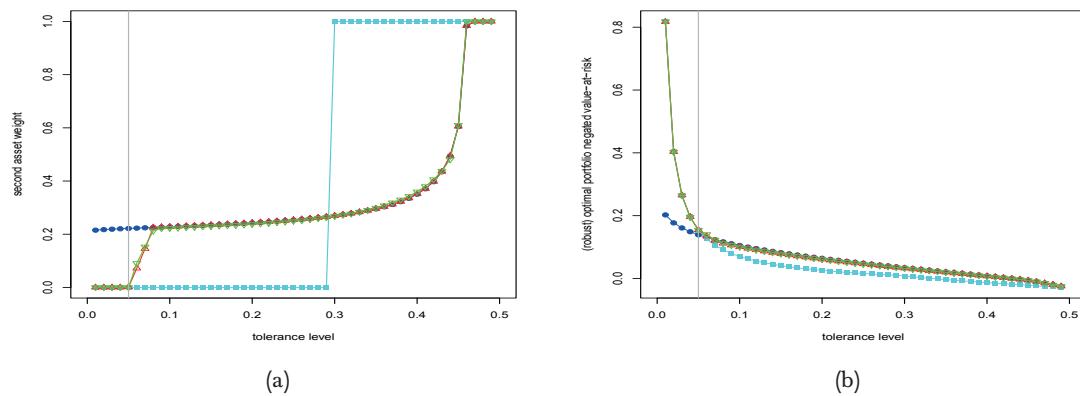 second asset weight
0.0 0.2 0.4 0.6 0.8 1.0
0.0 0.1 0.2 0.3 0.4 0.5
tolerance level
(a)
(robust) optimal portfolio negated value−at−risk
0.0 0.2 0.4 0.6 0.8
0.0 0.1 0.2 0.3 0.4 0.5
tolerance level
(b)